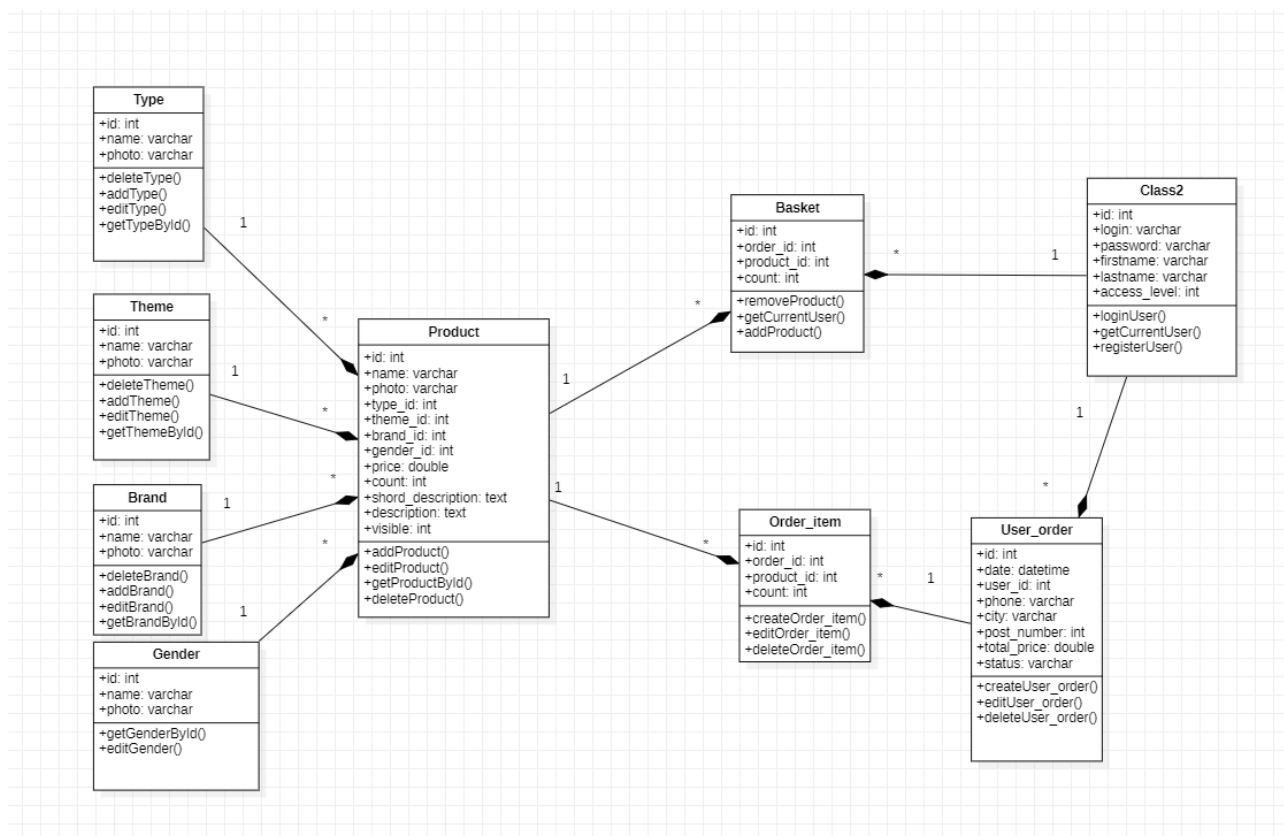 Type
+id: int
+name: varchar
+photo: varchar
+deleteType()
+addType()
+editType()
+getTypeById()
1
*
Theme
+id: int
+name: varchar
+photo: varchar
+deleteTheme()
+addTheme()
+editTheme()
+getThemeById()
1
*
Brand
+id: int
+name: varchar
+photo: varchar
+deleteBrand()
+addBrand()
+editBrand()
+getBrandById()
1
*
Gender
+id: int
+name: varchar
+photo: varchar
+getGenderById()
+editGender()
1
*
Product
+id: int
+name: varchar
+photo: varchar
+type_id: int
+theme_id: int
+brand_id: int
+gender_id: int
+price: double
+count: int
+shord_description: text
+description: text
+visible: int
+addProduct()
+editProduct()
+getProductById()
+deleteProduct()
1
*
1
*
Basket
+id: int
+order_id: int
+product_id: int
+count: int
+removeProduct()
+getCurrentUser()
+addProduct()
*
1
Order_item
+id: int
+order_id: int
+product_id: int
+count: int
+createOrder_item()
+editOrder_item()
+deleteOrder_item()
*
1
Class2
+id: int
+login: varchar
+password: varchar
+firstname: varchar
+lastname: varchar
+access_level: int
+loginUser()
+getCurrentUser()
+registerUser()
1
*
User_order
+id: int
+date: datetime
+user_id: int
+phone: varchar
+city: varchar
+post_number: int
+total_price: double
+status: varchar
+createUser_order()
+editUser_order()
+deleteUser_order()